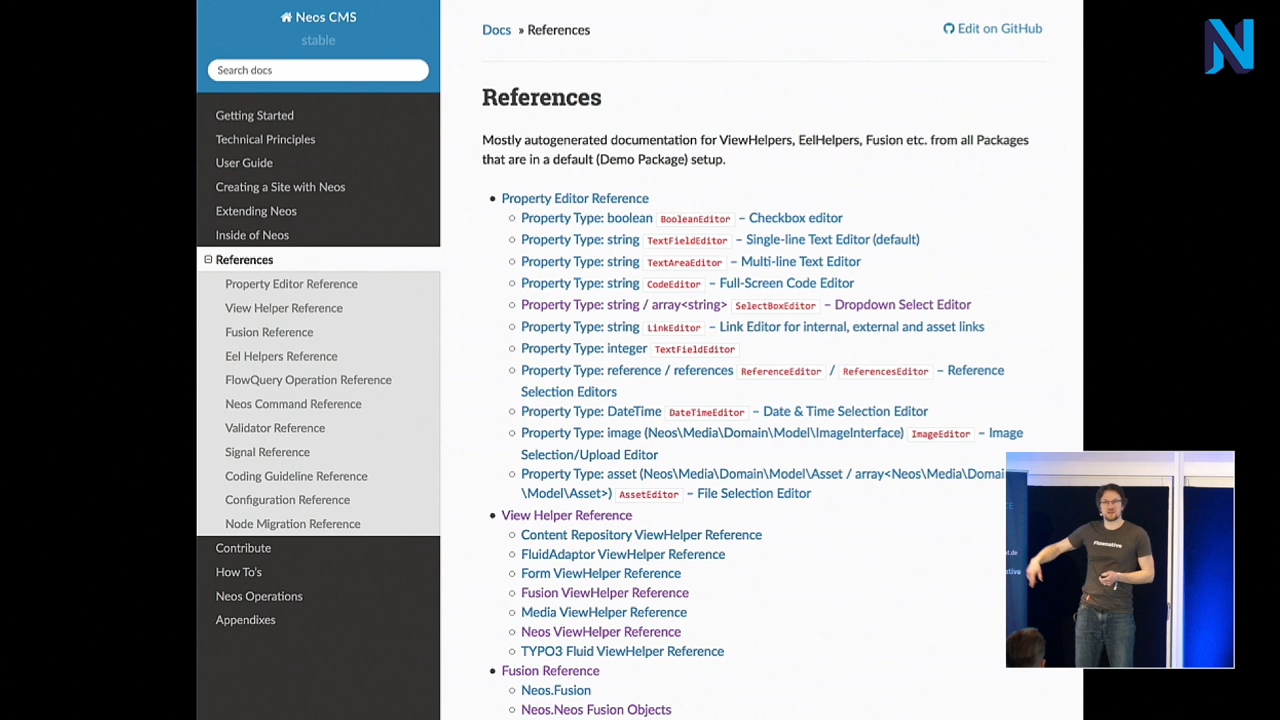 Neos CMS
stable
Search docs
Getting Started
Technical Principles
User Guide
Creating a Site with Neos
Extending Neos
Inside of Neos
References
Property Editor Reference
View Helper Reference
Fusion Reference
Eel Helpers Reference
FlowQuery Operation Reference
Neos Command Reference
Validator Reference
Signal Reference
Coding Guideline Reference
Configuration Reference
Node Migration Reference
Contribute
How To's
Neos Operations
Appendixes
Docs » References
Edit on GitHub
References
Mostly autogenerated documentation for ViewHelpers, EelHelpers, Fusion etc. from all Packages
that are in a default (Demo Package) setup.
• Property Editor Reference
○ Property Type: boolean BooleanEditor – Checkbox editor
○ Property Type: string TextFieldEditor – Single-line Text Editor (default)
○ Property Type: string TextAreaEditor – Multi-line Text Editor
○ Property Type: string CodeEditor – Full-Screen Code Editor
○ Property Type: string / array<string> SelectBoxEditor – Dropdown Select Editor
○ Property Type: string LinkEditor – Link Editor for internal, external and asset links
○ Property Type: integer TextFieldEditor
○ Property Type: reference / references ReferenceEditor / ReferencesEditor – Reference
Selection Editors
○ Property Type: DateTime DateTimeEditor – Date & Time Selection Editor
○ Property Type: image (Neos\Media\Domain\Model\ImageInterface) ImageEditor – Image
Selection/Upload Editor
○ Property Type: asset (Neos\Media\Domain\Model\Asset / array<Neos\Media\Domai
\Model\Asset>) AssetEditor – File Selection Editor
• View Helper Reference
○ Content Repository ViewHelper Reference
○ FluidAdaptor ViewHelper Reference
○ Form ViewHelper Reference
○ Fusion ViewHelper Reference
○ Media ViewHelper Reference
○ Neos ViewHelper Reference
○ TYPO3 Fluid ViewHelper Reference
• Fusion Reference
○ Neos.Fusion
○ Neos.Neos Fusion Objects
Flownative